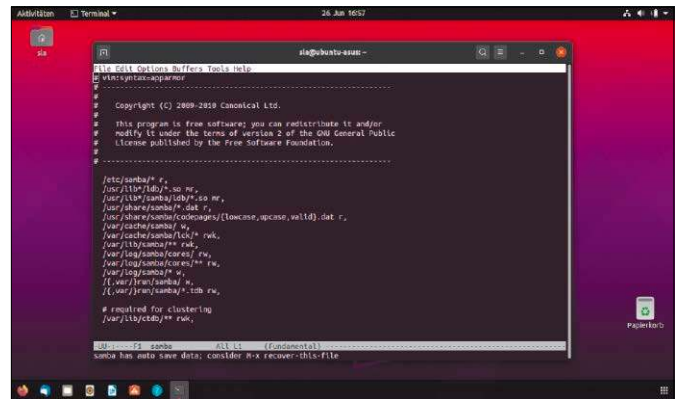 Aktivitäten
Terminal
26. Jun 16:57
sla
sla@ubuntu-asus: ~
File Edit Options Buffers Tools Help
# vim:syntax=apparmor
# ------------------------------------------------------------------
#
# Copyright (C) 2009-2010 Canonical Ltd.
#
# This program is free software; you can redistribute it and/or
# modify it under the terms of version 2 of the GNU General Public
# License published by the Free Software Foundation.
#
# ------------------------------------------------------------------
/etc/samba/* r,
/usr/lib*/ldb/*.so mr,
/usr/lib*/samba/ldb/*.so mr,
/usr/share/samba/*.dat r,
/usr/share/samba/codepages/{lowcase,upcase,valid}.dat r,
/var/cache/samba/ w,
/var/cache/samba/lck/* rwk,
/var/lib/samba/** rwk,
/var/log/samba/cores/ rw,
/var/log/samba/cores/** rw,
/var/log/samba/* w,
/{,var/}run/samba/ w,
/{,var/}run/samba/*.tdb rw,
# required for clustering
/var/lib/ctdb/** rwk,
-UU-:----F1 samba All L1 (Fundamental)
samba has auto save data; consider M-x recover-this-file
Papierkorb